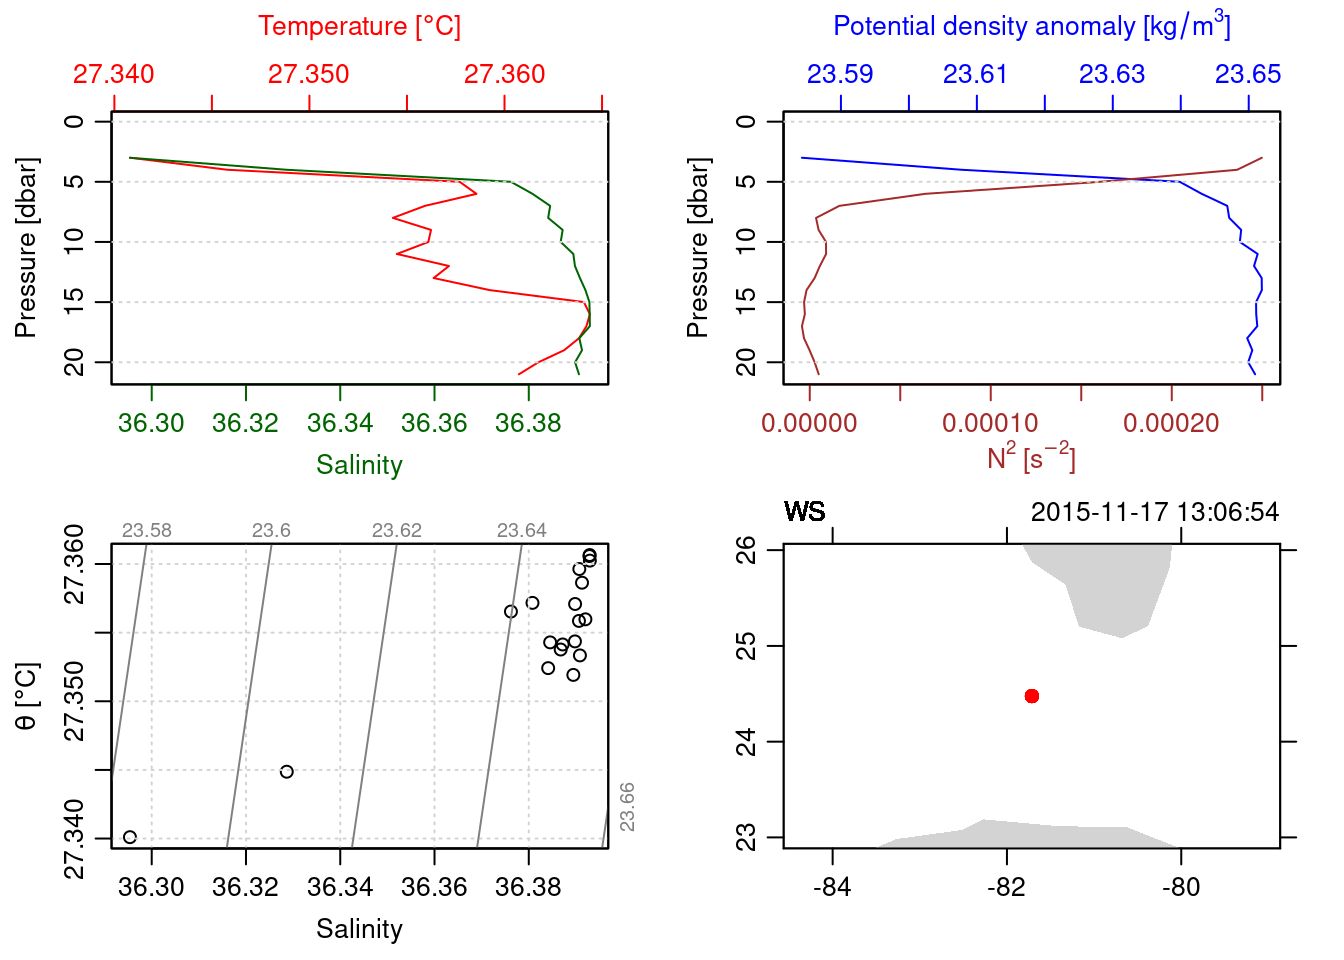 Temperature [°C]
27.340 27.350 27.360
Pressure [dbar]
0 5 10 15 20
36.30 36.32 36.34 36.36 36.38
Salinity
Potential density anomaly [kg/m³]
23.59 23.61 23.63 23.65
Pressure [dbar]
0 5 10 15 20
0.00000 0.00010 0.00020
N² [s⁻²]
23.58 23.6 23.62 23.64
23.66
θ [°C]
27.340 27.350 27.360
36.30 36.32 36.34 36.36 36.38
Salinity
WS 2015-11-17 13:06:54
26
25
24
23
-84 -82 -80